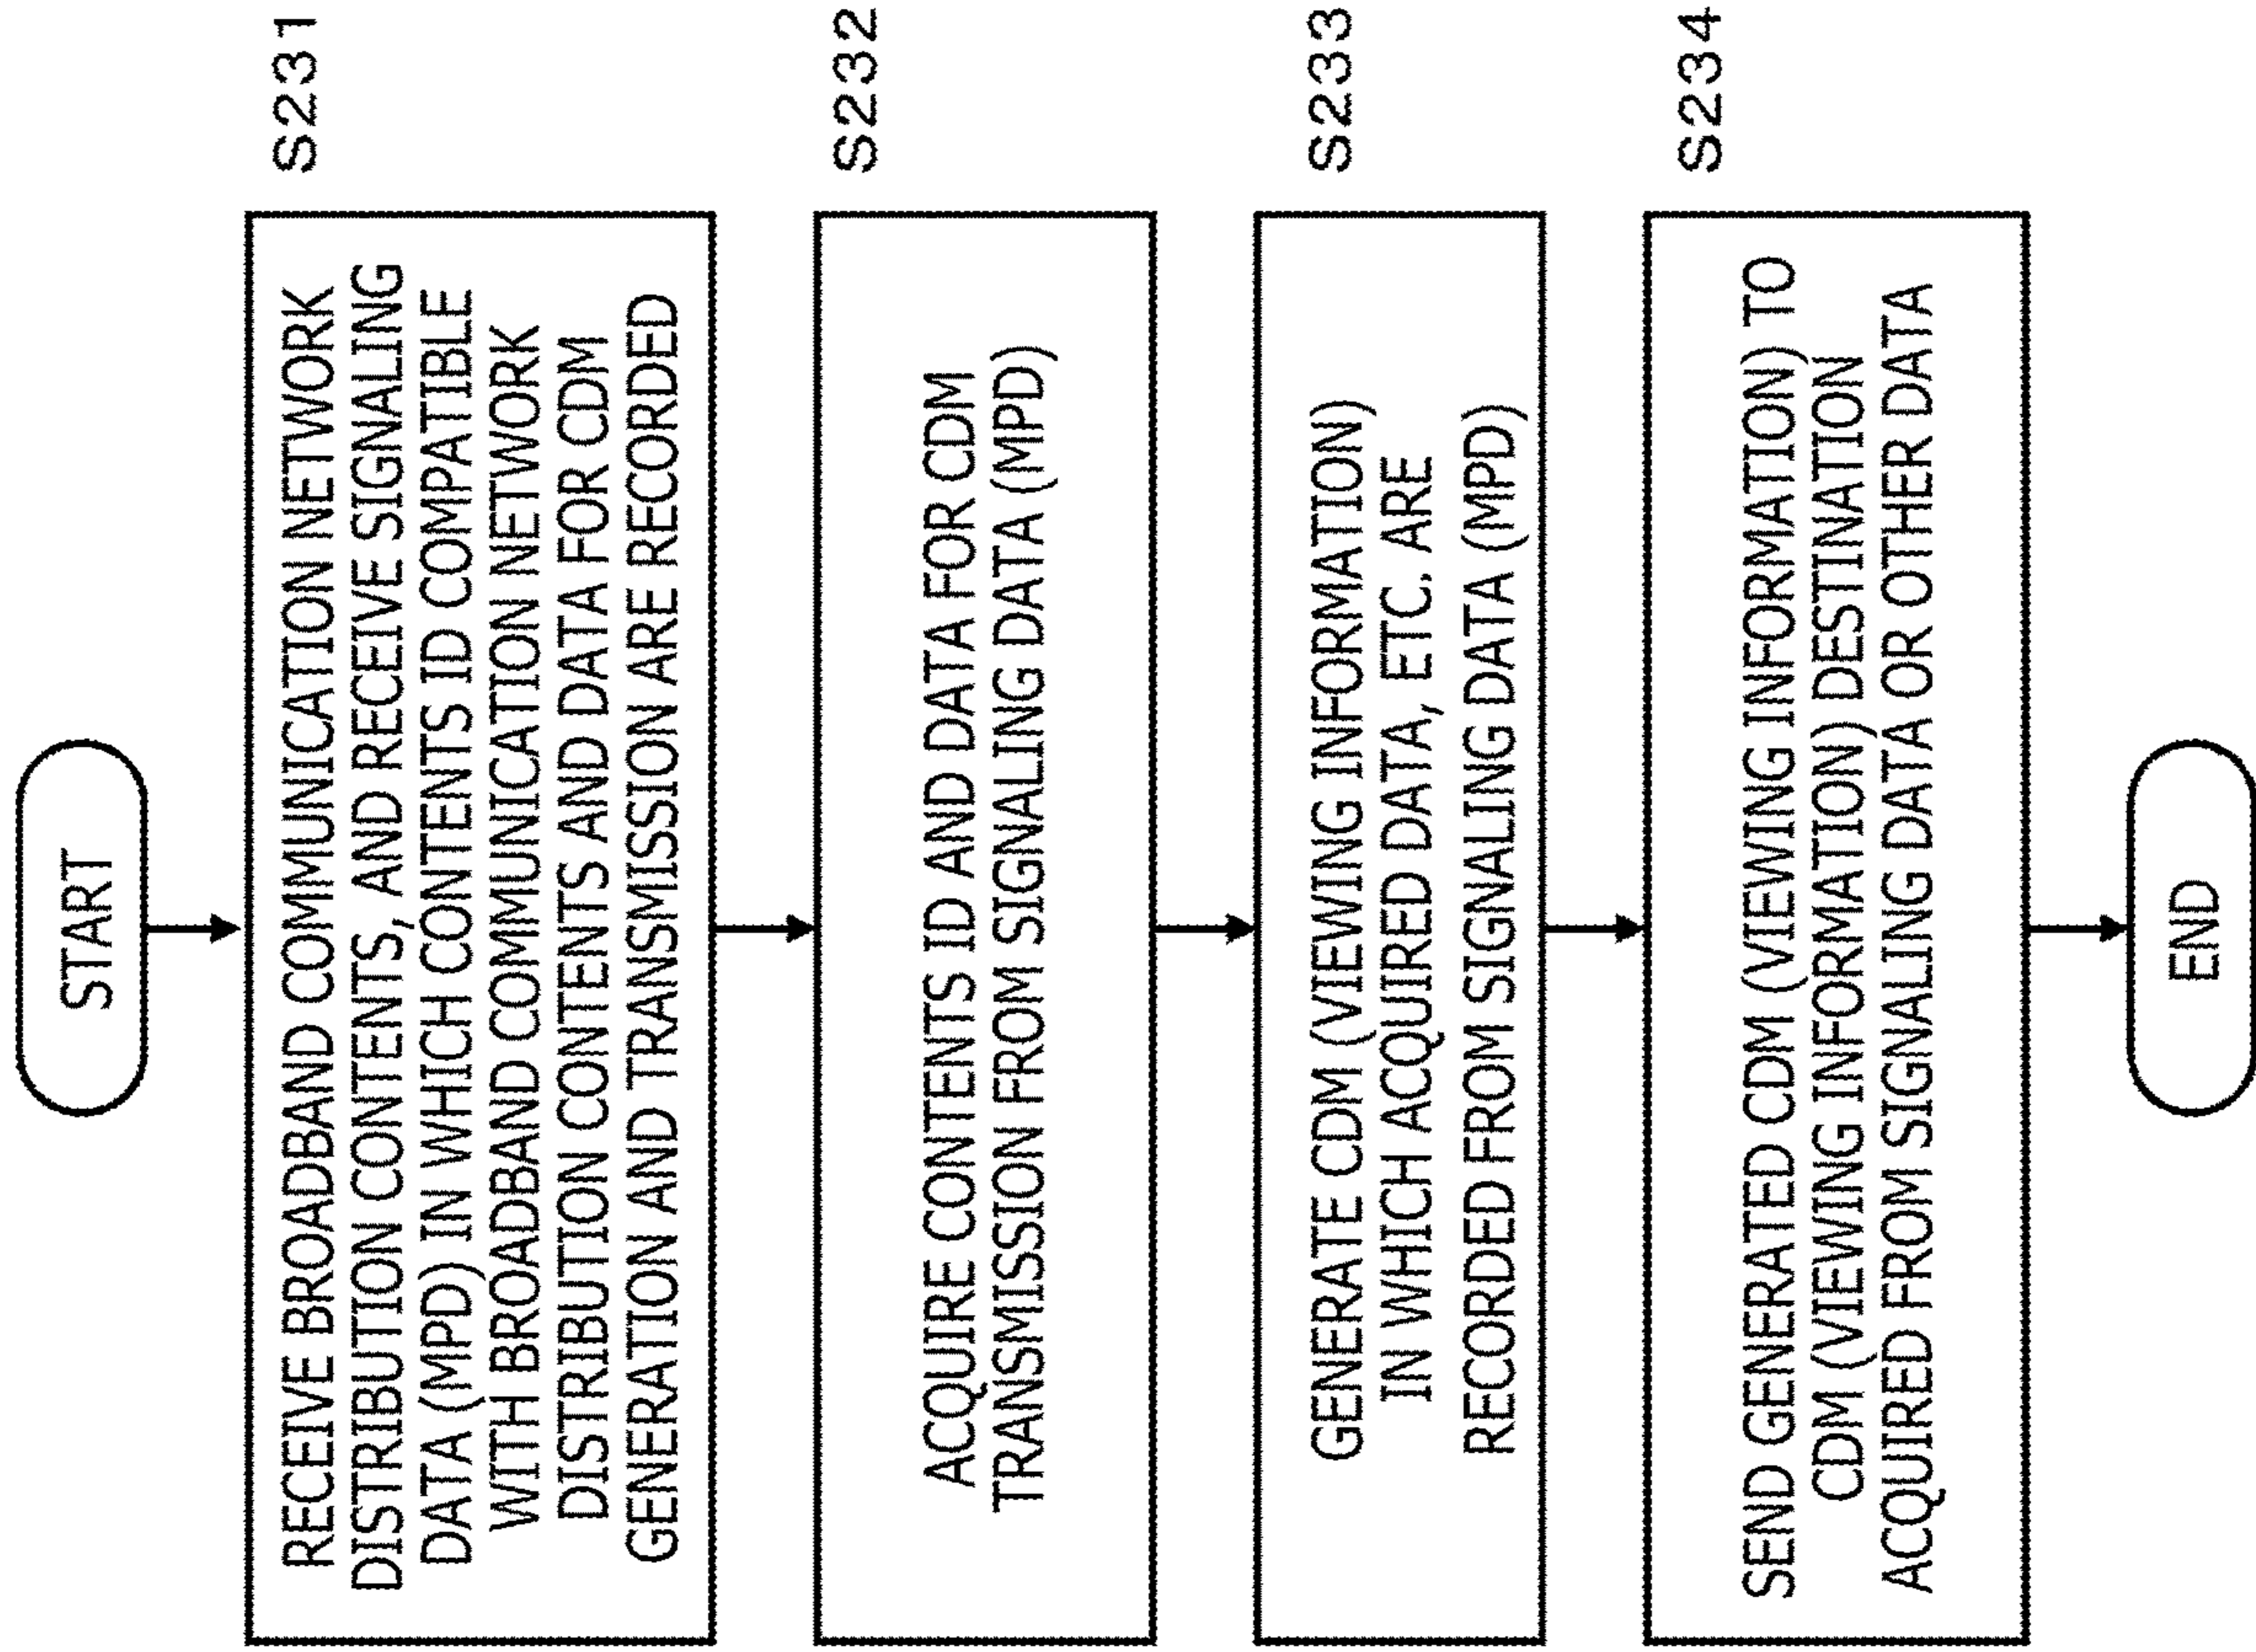 START
S231
RECEIVE BROADBAND COMMUNICATION NETWORK
DISTRIBUTION CONTENTS, AND RECEIVE SIGNALING
DATA (MPD) IN WHICH CONTENTS ID COMPATIBLE
WITH BROADBAND COMMUNICATION NETWORK
DISTRIBUTION CONTENTS AND DATA FOR CDM
GENERATION AND TRANSMISSION ARE RECORDED
S232
ACQUIRE CONTENTS ID AND DATA FOR CDM
TRANSMISSION FROM SIGNALING DATA (MPD)
S233
GENERATE CDM (VIEWING INFORMATION)
IN WHICH ACQUIRED DATA, ETC. ARE
RECORDED FROM SIGNALING DATA (MPD)
S234
SEND GENERATED CDM (VIEWING INFORMATION) TO
CDM (VIEWING INFORMATION) DESTINATION
ACQUIRED FROM SIGNALING DATA OR OTHER DATA
END